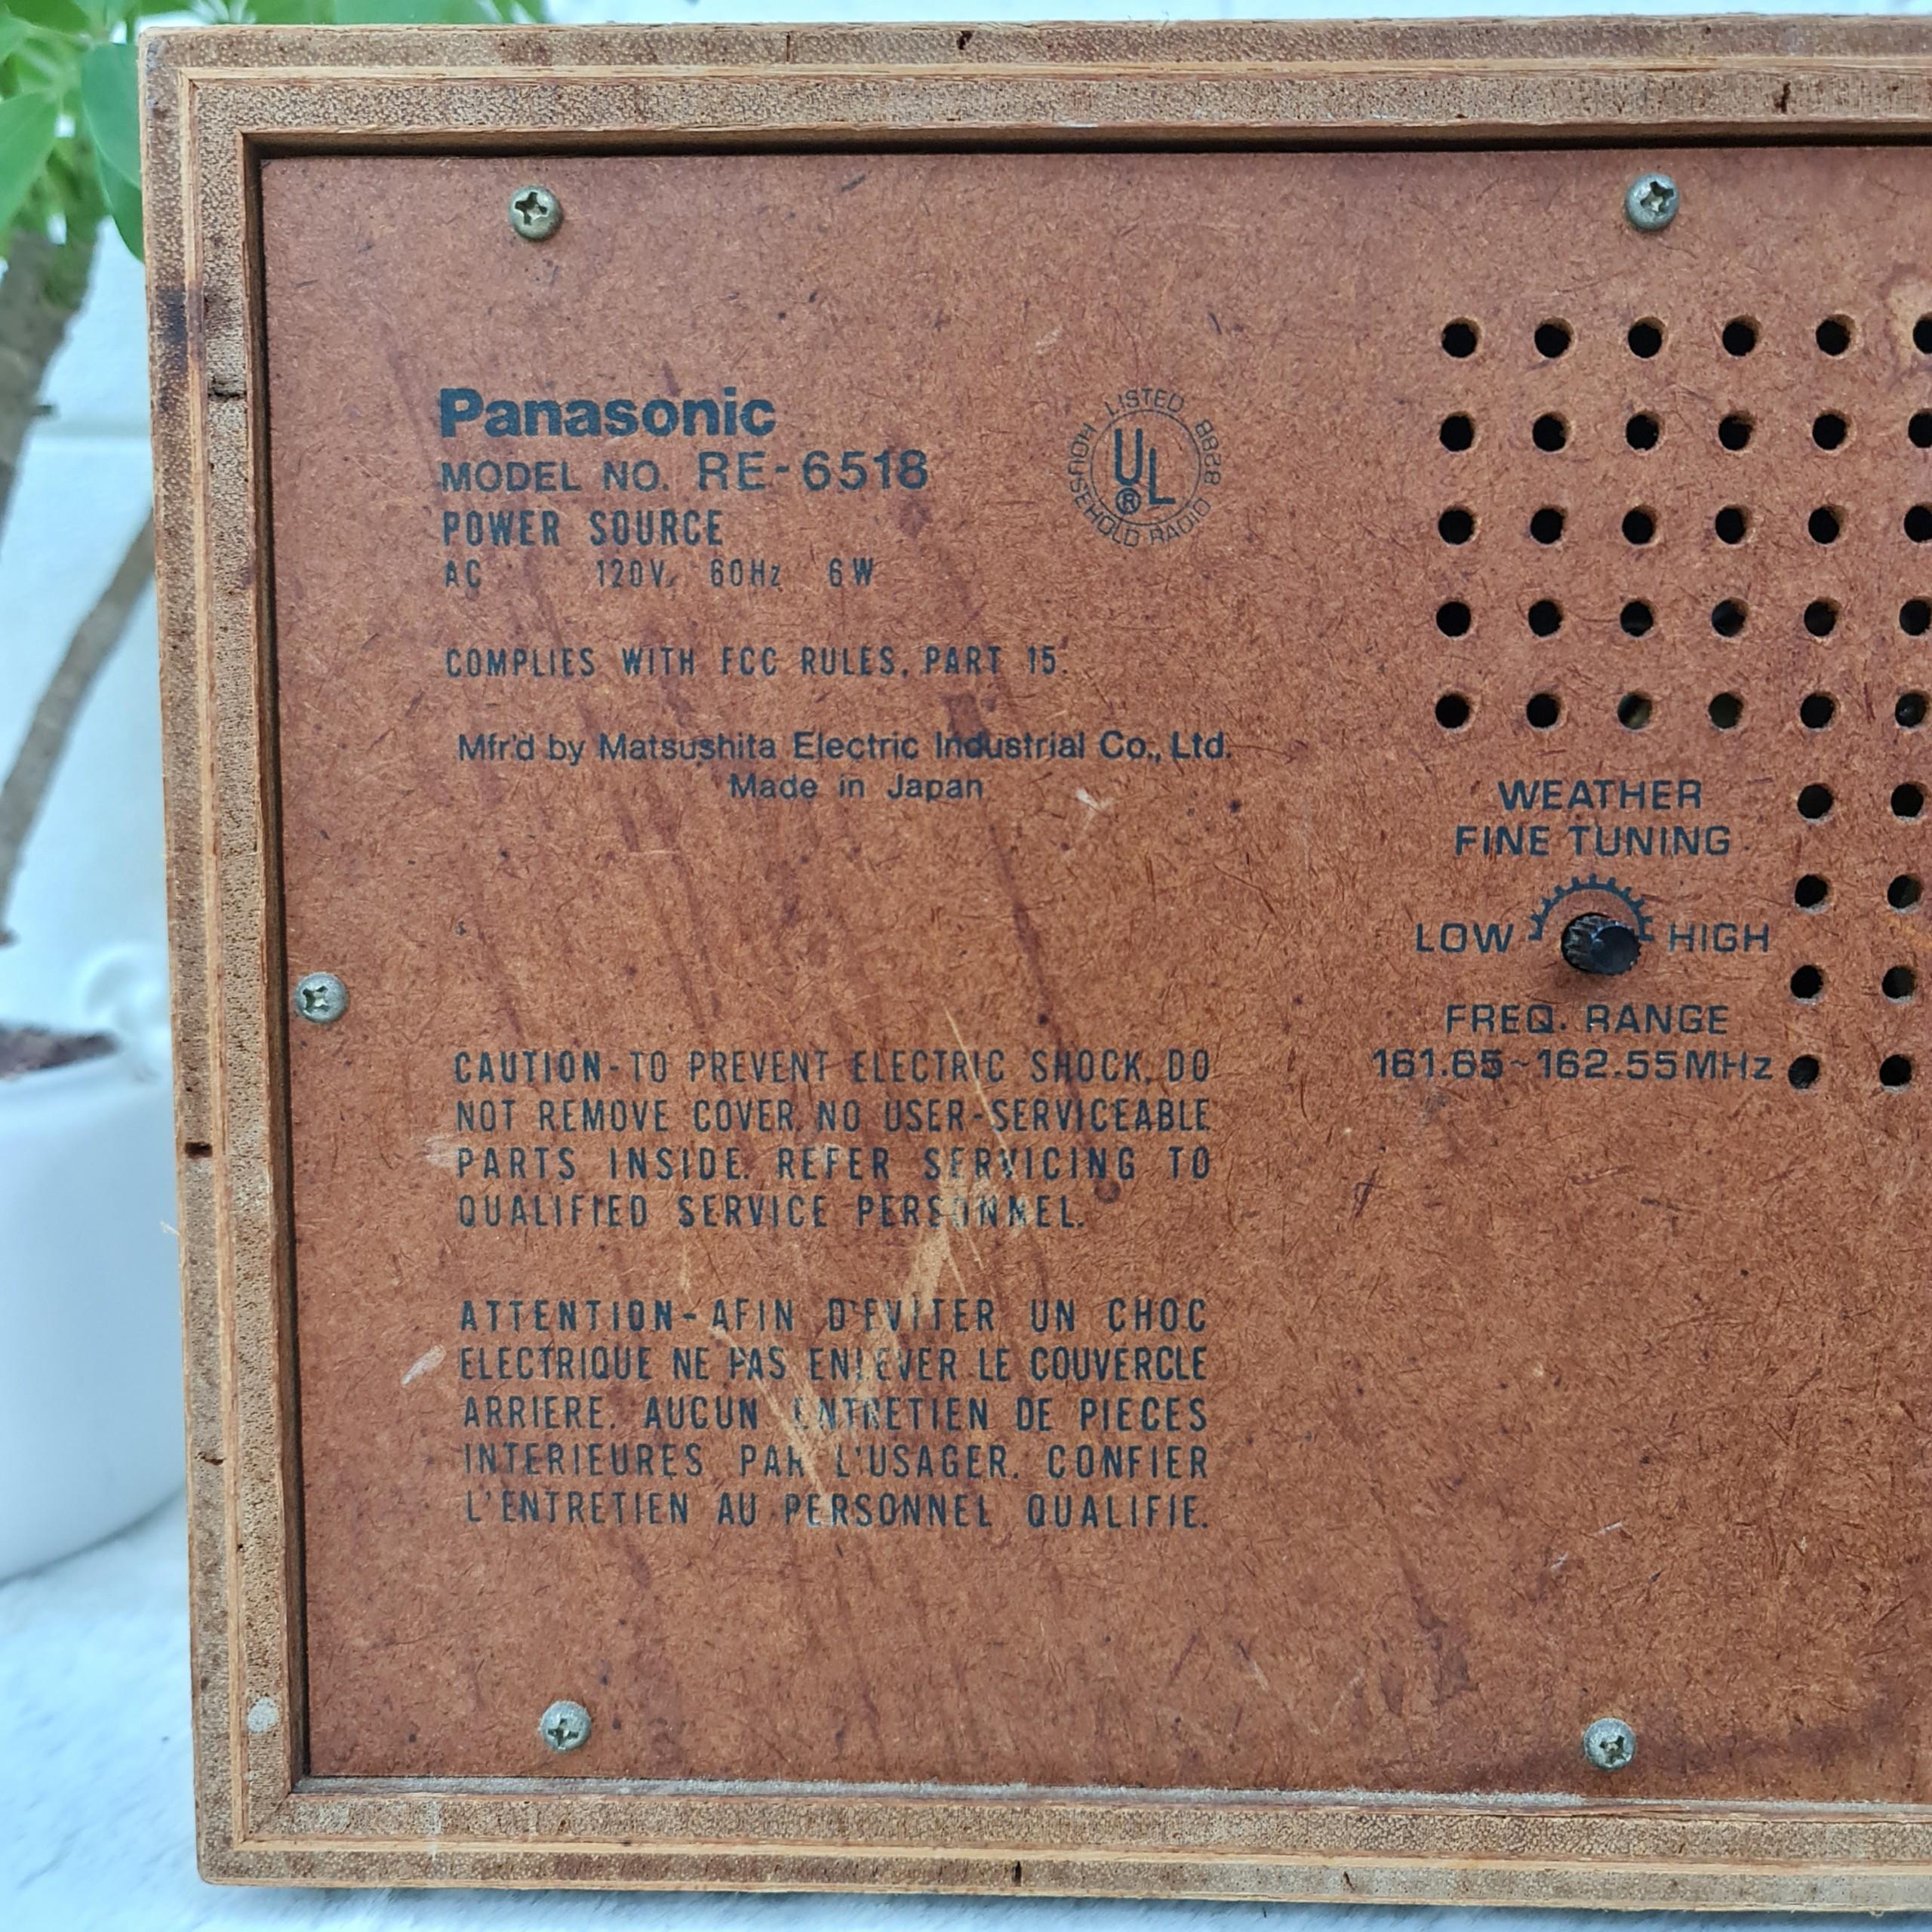 Panasonic
MODEL NO. RE-6518
POWER SOURCE
AC 120V, 60Hz 6W
LISTED 882B
UL®
HOUSEHOLD RADIO
COMPLIES WITH FCC RULES, PART 15.
Mfr'd by Matsushita Electric Industrial Co., Ltd.
Made in Japan
WEATHER
FINE TUNING
LOW HIGH
FREQ. RANGE
161.65~162.55MHz
CAUTION-TO PREVENT ELECTRIC SHOCK, DO
NOT REMOVE COVER. NO USER-SERVICEABLE
PARTS INSIDE. REFER SERVICING TO
QUALIFIED SERVICE PERSONNEL.
ATTENTION-AFIN D'EVITER UN CHOC
ELECTRIQUE NE PAS ENLEVER LE COUVERCLE
ARRIERE. AUCUN ENTRETIEN DE PIECES
INTERIEURES PAR L'USAGER. CONFIER
L'ENTRETIEN AU PERSONNEL QUALIFIE.